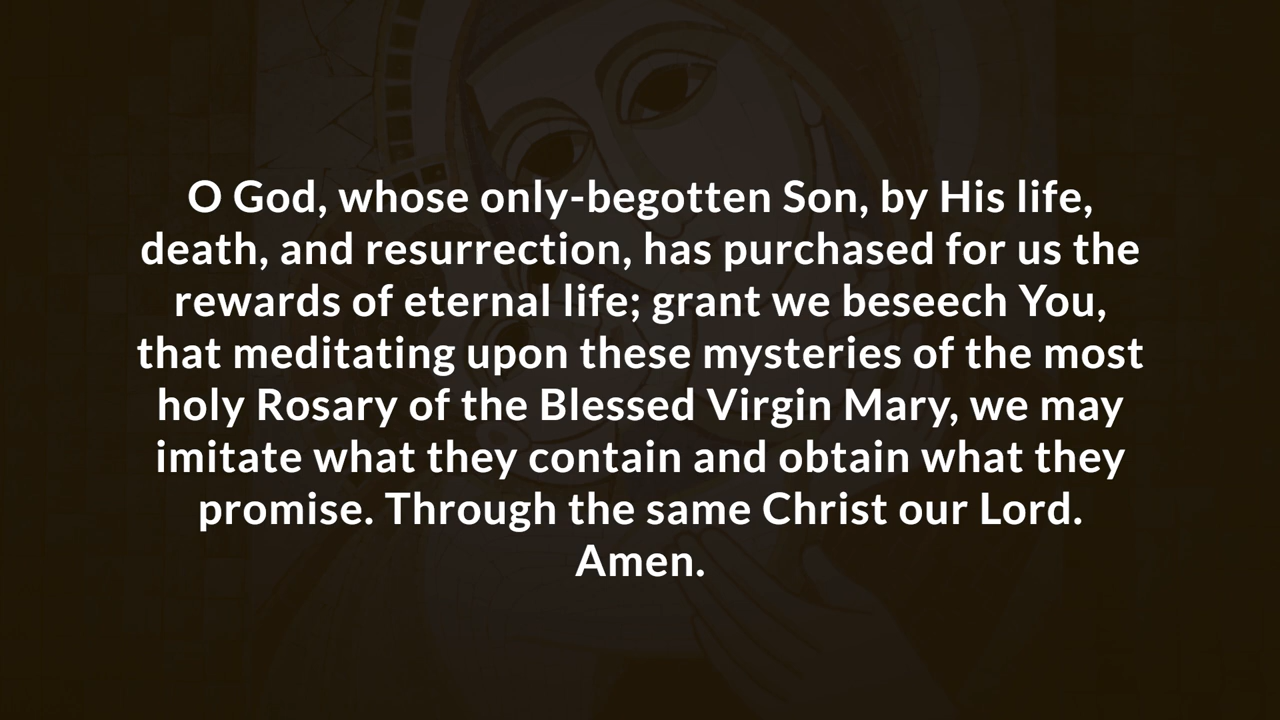 O God, whose only-begotten Son, by His life,
death, and resurrection, has purchased for us the
rewards of eternal life; grant we beseech You,
that meditating upon these mysteries of the most
holy Rosary of the Blessed Virgin Mary, we may
imitate what they contain and obtain what they
promise. Through the same Christ our Lord.
Amen.